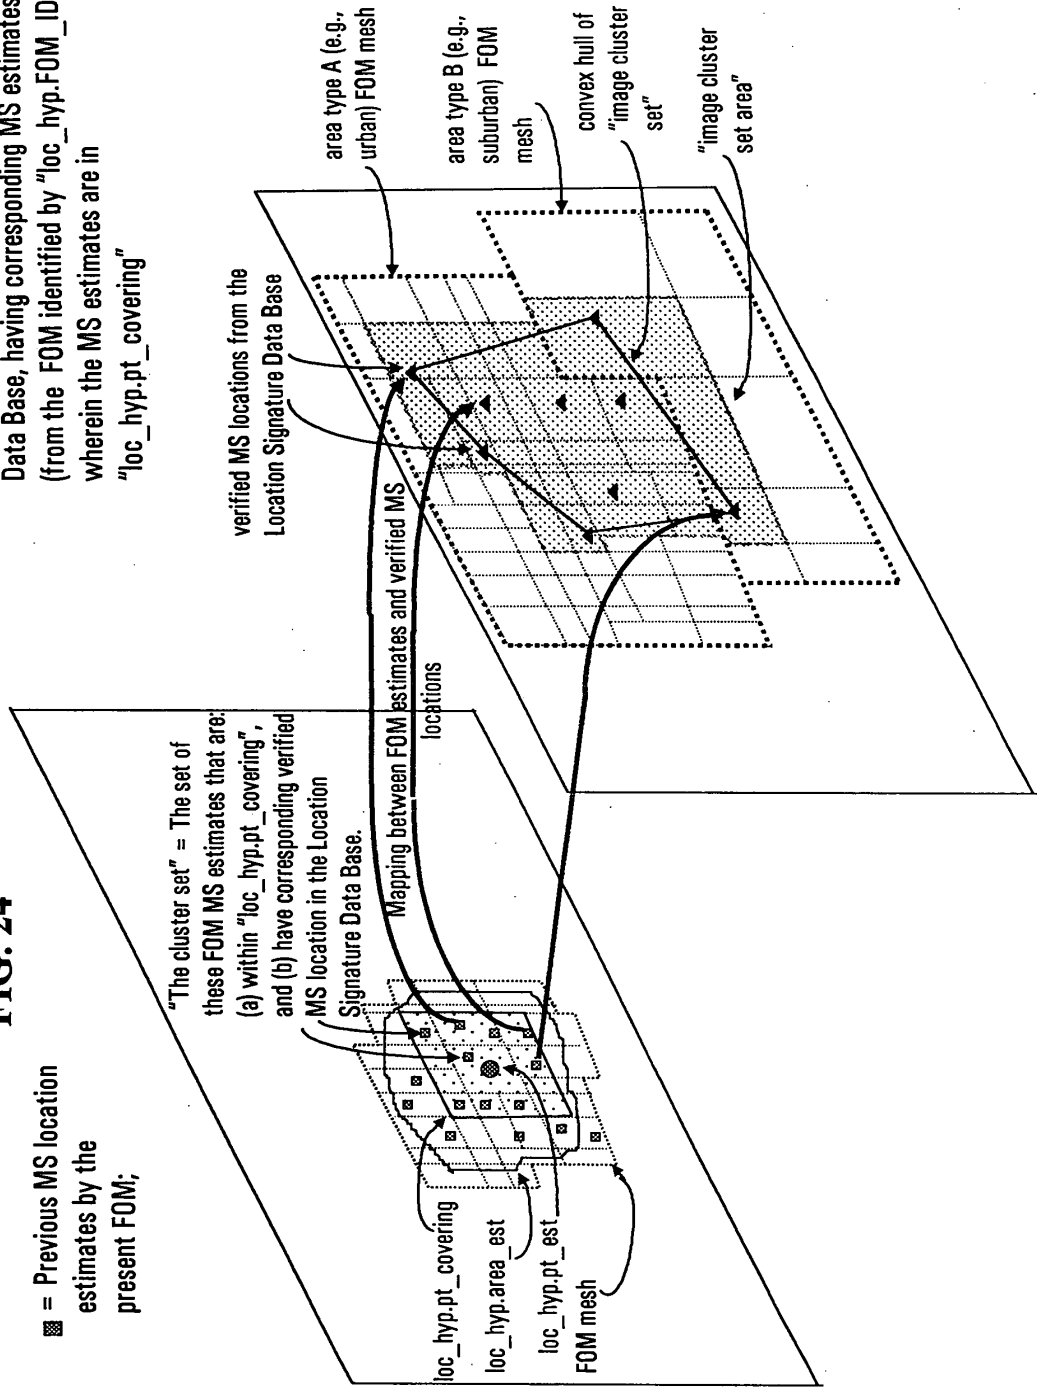 FIG. 24
= Previous MS location
estimates by the
present FOM;
Data Base, having corresponding MS estimates
(from the FOM identified by "loc_hyp.FOM_ID
wherein the MS estimates are in
"loc_hyp.pt_covering"
"The cluster set" = The set of
these FOM MS estimates that are:
(a) within "loc_hyp.pt_covering",
and (b) have corresponding verified
MS location in the Location
Signature Data Base.
loc_hyp.pt_covering
loc_hyp.area_est
loc_hyp.pt_est
FOM mesh
Mapping between FOM estimates and verified MS
locations
verified MS locations from the
Location Signature Data Base
area type A (e.g.,
urban) FOM mesh
area type B (e.g.,
suburban) FOM
mesh
convex hull of
"image cluster
set"
"image cluster
set area"